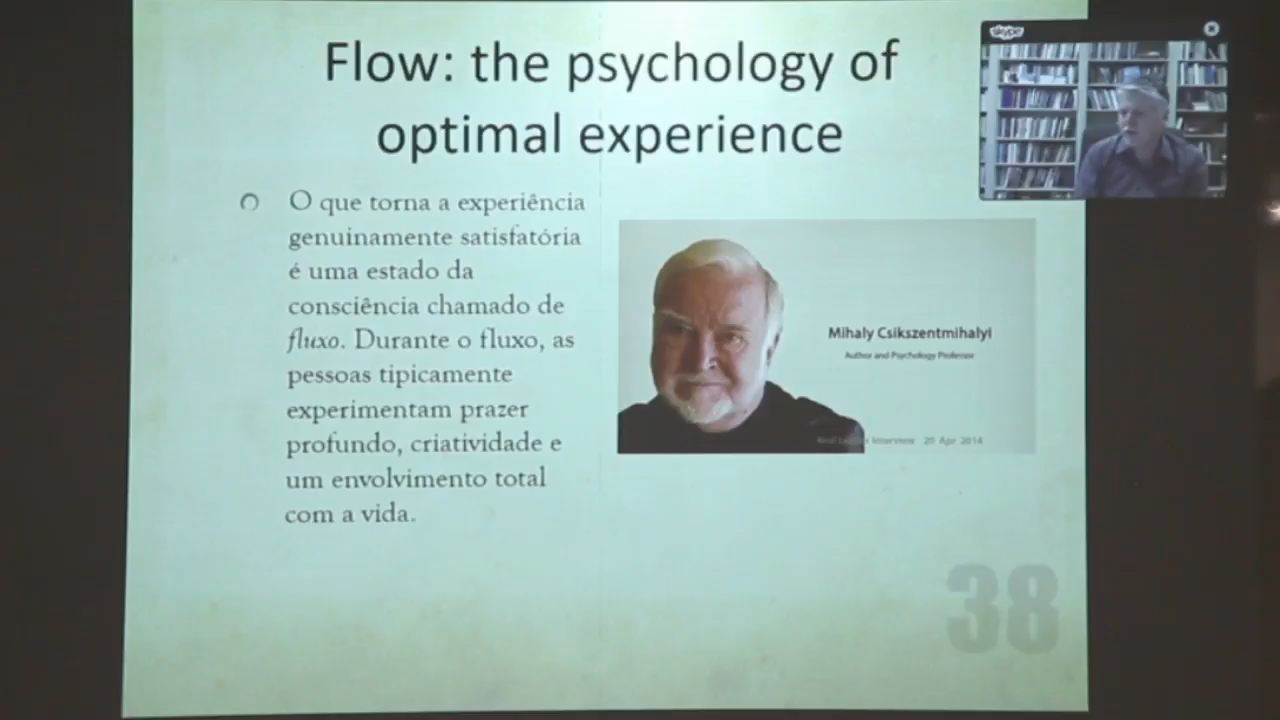 Flow: the psychology of
optimal experience
skype
O que torna a experiência
genuinamente satisfatória
é uma estado da
consciência chamado de
fluxo. Durante o fluxo, as
pessoas tipicamente
experimentam prazer
profundo, criatividade e
um envolvimento total
com a vida.
Mihaly Csikszentmihalyi
Author and Psychology Professor
Interview 20 Apr 2014
38